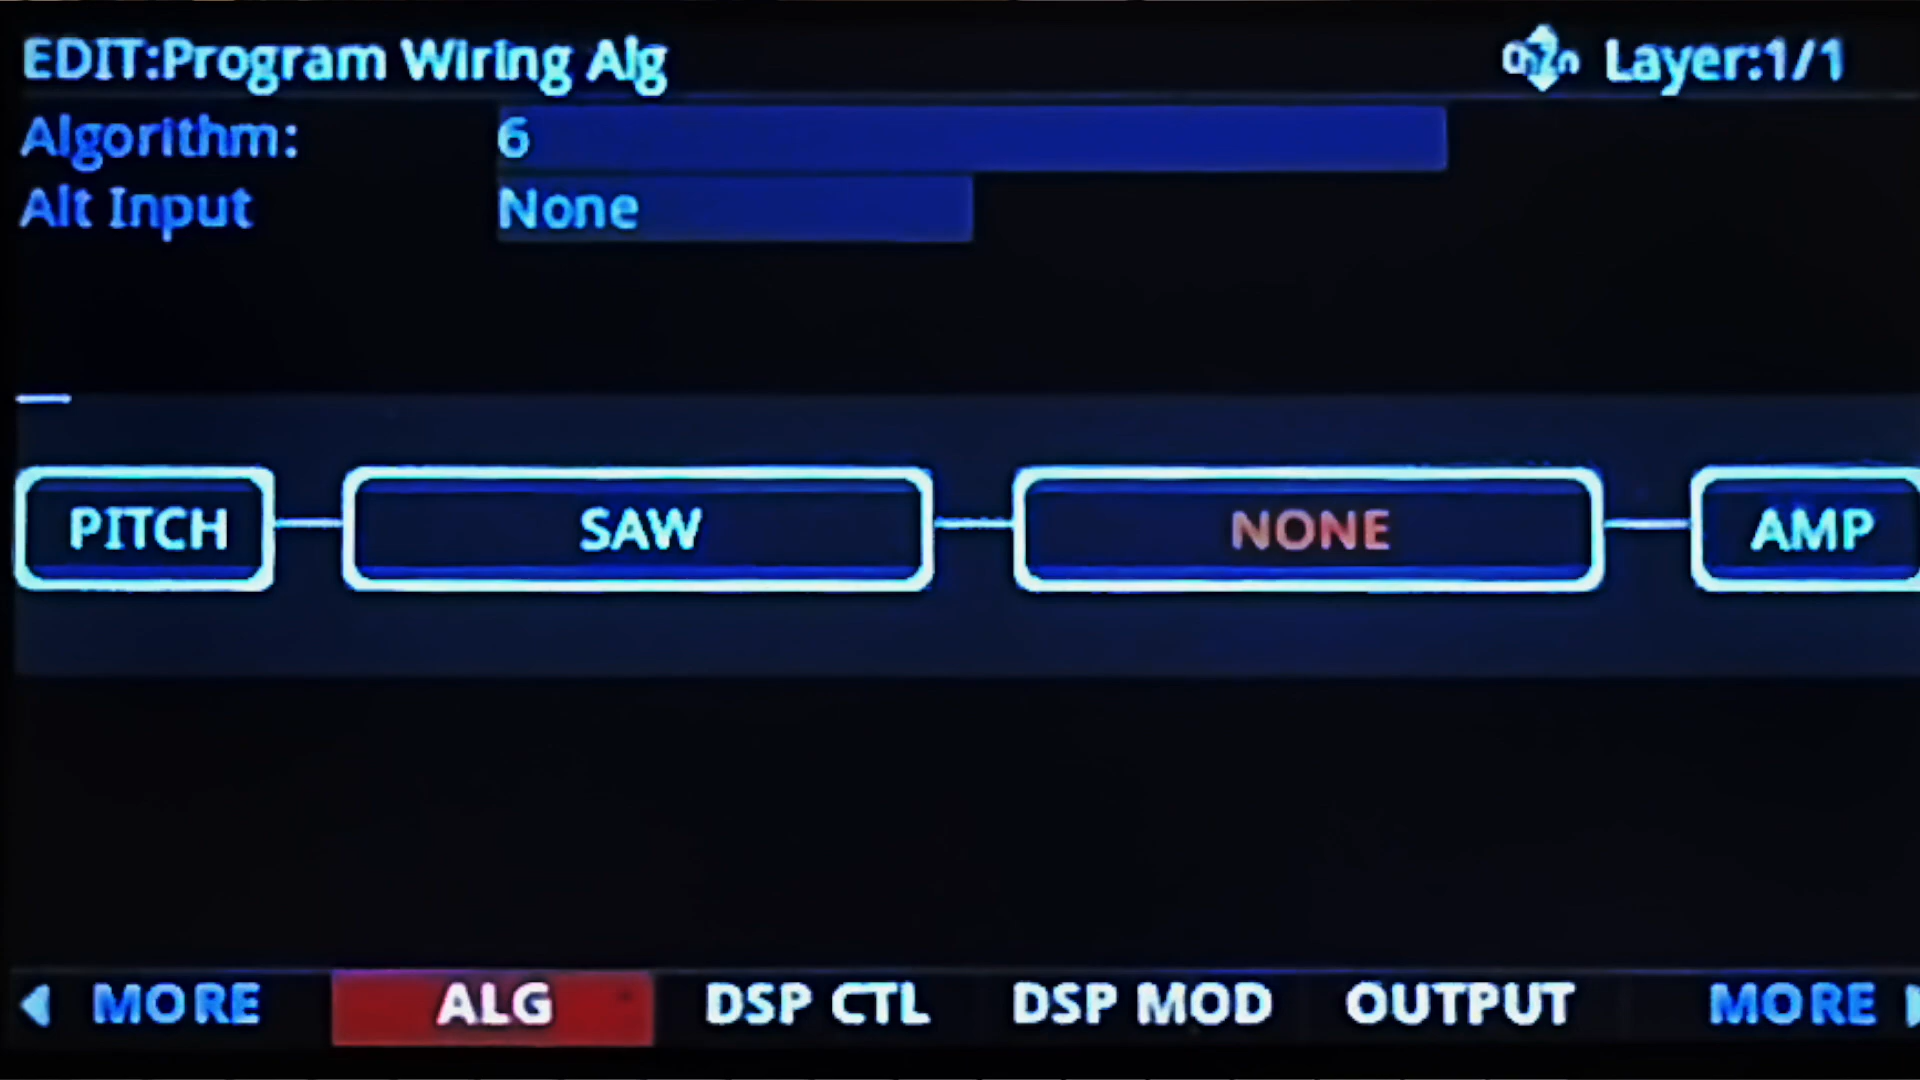 EDIT:Program Wiring Alg Layer:1/1
Algorithm: 6
Alt Input None
PITCH SAW NONE AMP
MORE ALG DSP CTL DSP MOD OUTPUT MORE